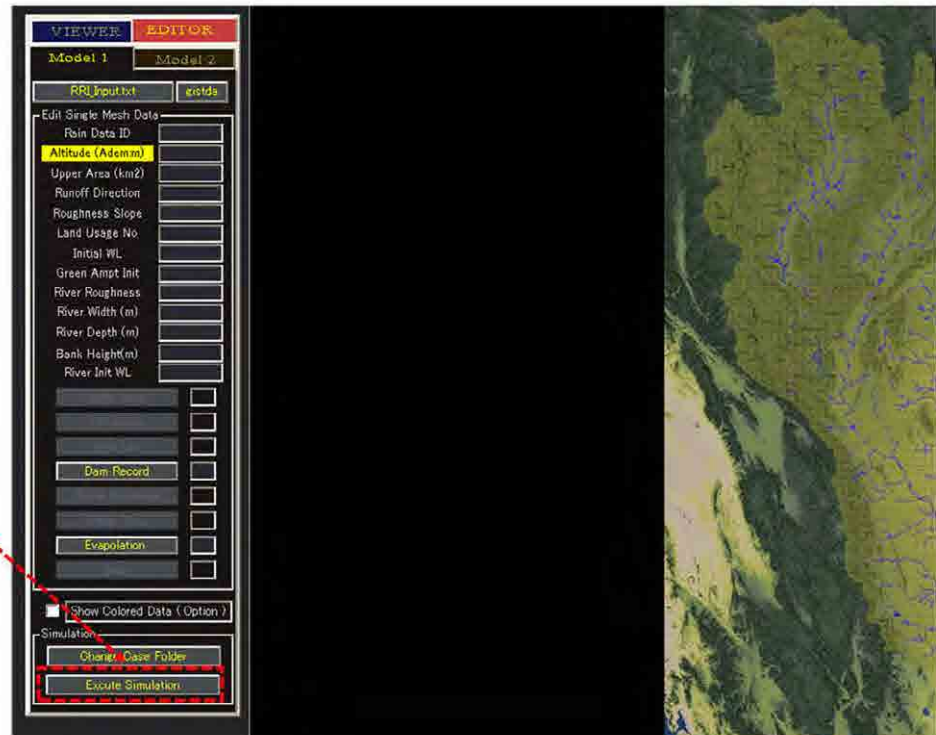 VIEWER EDITOR
Model 1 Model 2
RRI_Input.txt gistda
Edit Single Mesh Data
Rain Data ID
Altitude (Adem:m)
Upper Area (km2)
Runoff Direction
Roughness Slope
Land Usage No.
Initial WL
Green Ampt Init
River Roughness
River Width (m)
River Depth (m)
Bank Height(m)
River Init WL
Dam Record
Evapolation
Show Colored Data ( Option )
Simulation
Change Case Folder
Excute Simulation